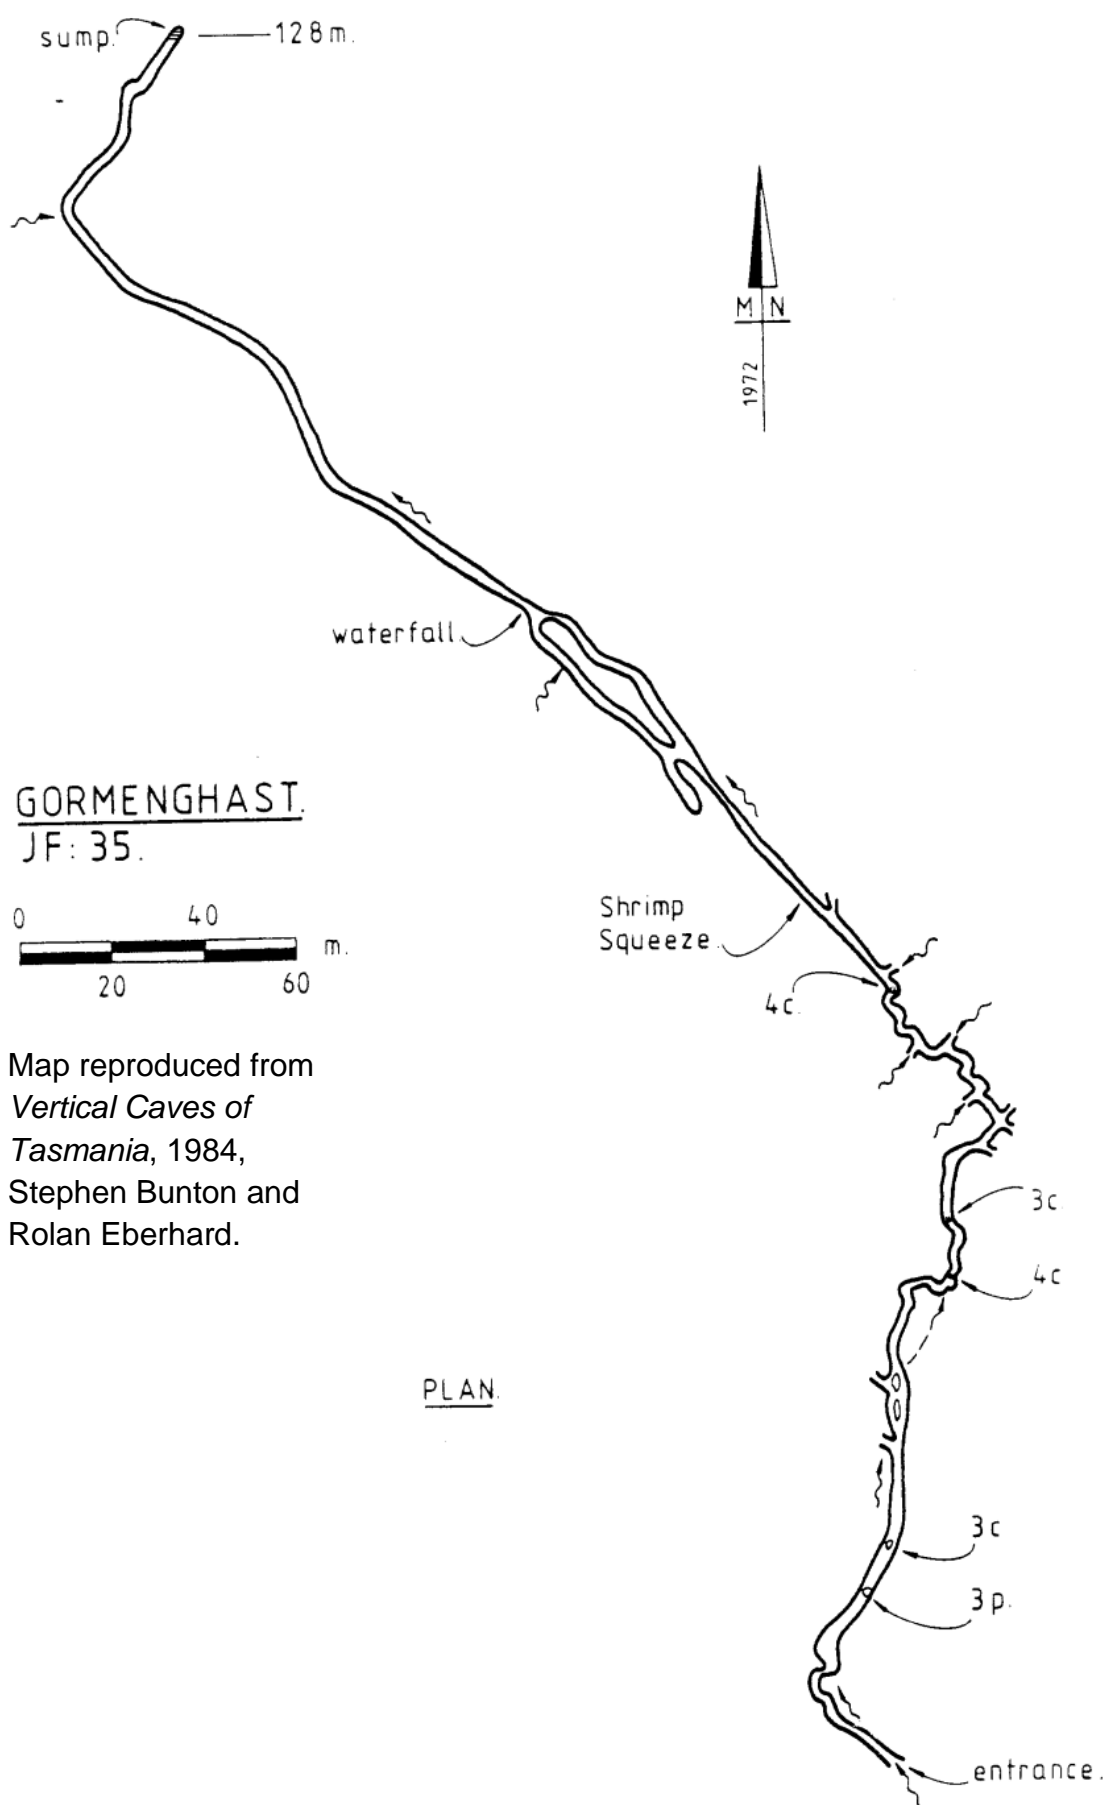 sump.
128m.
M N
1972
waterfall.
GORMENGHAST.
JF: 35.
0 40
m.
20 60
Shrimp
Squeeze.
4c.
Map reproduced from
Vertical Caves of
Tasmania, 1984,
Stephen Bunton and
Rolan Eberhard.
3c.
4c
PLAN.
3c
3p.
entrance.